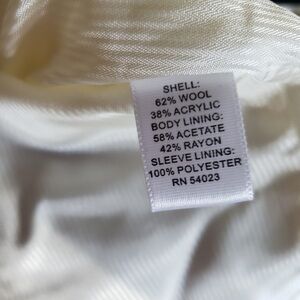 SHELL:
62% WOOL
38% ACRYLIC
BODY LINING:
58% ACETATE
42% RAYON
SLEEVE LINING:
100% POLYESTER
RN 54023